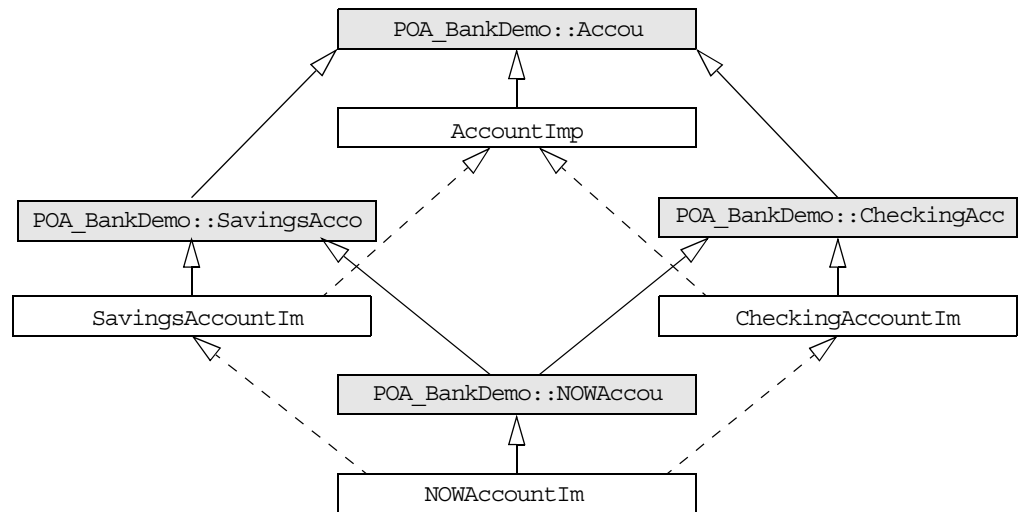 POA_BankDemo::Accou
AccountImp
POA_BankDemo::SavingsAcco
POA_BankDemo::CheckingAcc
SavingsAccountIm
CheckingAccountIm
POA_BankDemo::NOWAccou
NOWAccountIm